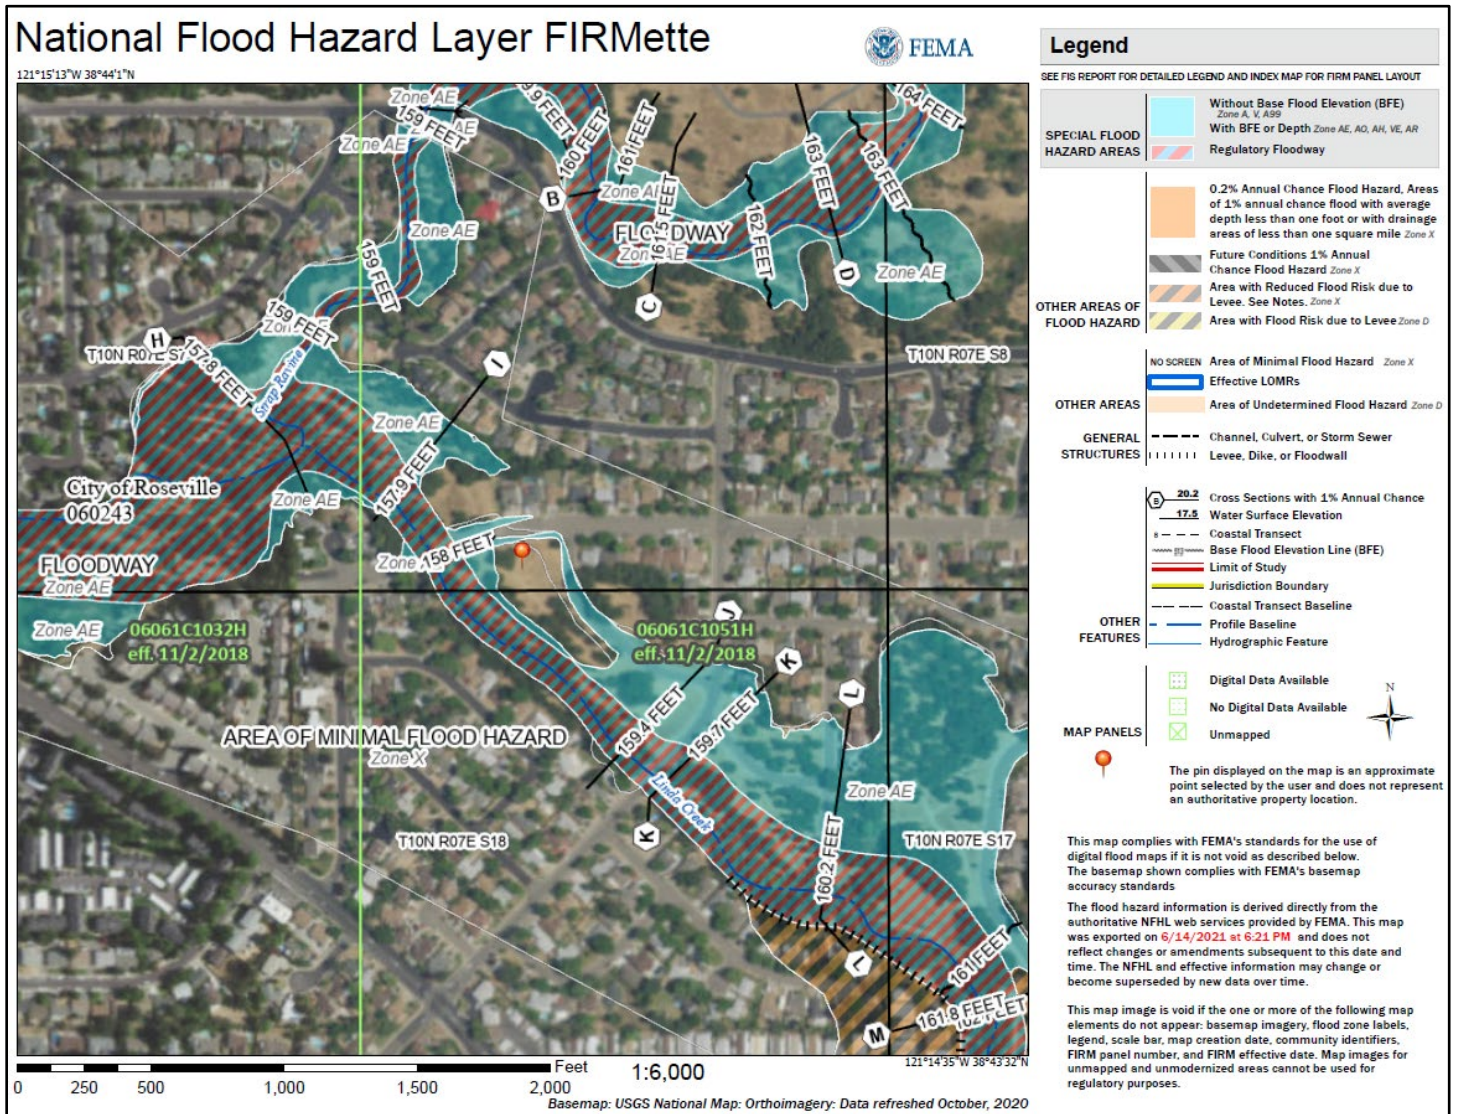 National Flood Hazard Layer FIRMette
FEMA
121°15'13"W 38°44'1"N
Zone AE
159 FEET
AE
Zone AE
160 FEET
161 FEET
B
Zone AE
FLOODWAY
161.5 FEET
Zone AE
C
162 FEET
163 FEET
163 FEET
D
Zone AE
164 FEET
Zone AE
159 FEET
159 FEET
H
T10N R07E S7
157.8 FEET
Strap Ravine
I
T10N R07E S8
Zone AE
157.9 FEET
City of Roseville
060243
Zone AE
FLOODWAY
Zone AE
Zone
158 FEET
Zone AE
06061C1032H
eff. 11/2/2018
06061C1051H
eff. 11/2/2018
J
K
L
159.4 FEET
159.7 FEET
AREA OF MINIMAL FLOOD HAZARD
Zone X
Linda Creek
K
Zone AE
T10N R07E S18
T10N R07E S17
160.2 FEET
L
161 FEET
M
161.8 FEET
121°14'35"W 38°43'32"N
Feet
1:6,000
0 250 500 1,000 1,500 2,000
Basemap: USGS National Map: Orthoimagery: Data refreshed October, 2020
Legend
SEE FIS REPORT FOR DETAILED LEGEND AND INDEX MAP FOR FIRM PANEL LAYOUT
SPECIAL FLOOD
HAZARD AREAS
Without Base Flood Elevation (BFE)
Zone A, V, A99
With BFE or Depth Zone AE, AO, AH, VE, AR
Regulatory Floodway
OTHER AREAS OF
FLOOD HAZARD
0.2% Annual Chance Flood Hazard, Areas
of 1% annual chance flood with average
depth less than one foot or with drainage
areas of less than one square mile Zone X
Future Conditions 1% Annual
Chance Flood Hazard Zone X
Area with Reduced Flood Risk due to
Levee. See Notes. Zone X
Area with Flood Risk due to Levee Zone D
OTHER AREAS
NO SCREEN Area of Minimal Flood Hazard Zone X
Effective LOMRs
Area of Undetermined Flood Hazard Zone D
GENERAL
STRUCTURES
Channel, Culvert, or Storm Sewer
Levee, Dike, or Floodwall
OTHER
FEATURES
B 20.2 Cross Sections with 1% Annual Chance
17.5 Water Surface Elevation
8 Coastal Transect
Base Flood Elevation Line (BFE)
Limit of Study
Jurisdiction Boundary
Coastal Transect Baseline
Profile Baseline
Hydrographic Feature
MAP PANELS
Digital Data Available
No Digital Data Available
Unmapped
N
The pin displayed on the map is an approximate
point selected by the user and does not represent
an authoritative property location.
This map complies with FEMA's standards for the use of
digital flood maps if it is not void as described below.
The basemap shown complies with FEMA's basemap
accuracy standards
The flood hazard information is derived directly from the
authoritative NFHL web services provided by FEMA. This map
was exported on 6/14/2021 at 6:21 PM and does not
reflect changes or amendments subsequent to this date and
time. The NFHL and effective information may change or
become superseded by new data over time.
This map image is void if the one or more of the following map
elements do not appear: basemap imagery, flood zone labels,
legend, scale bar, map creation date, community identifiers,
FIRM panel number, and FIRM effective date. Map images for
unmapped and unmodernized areas cannot be used for
regulatory purposes.